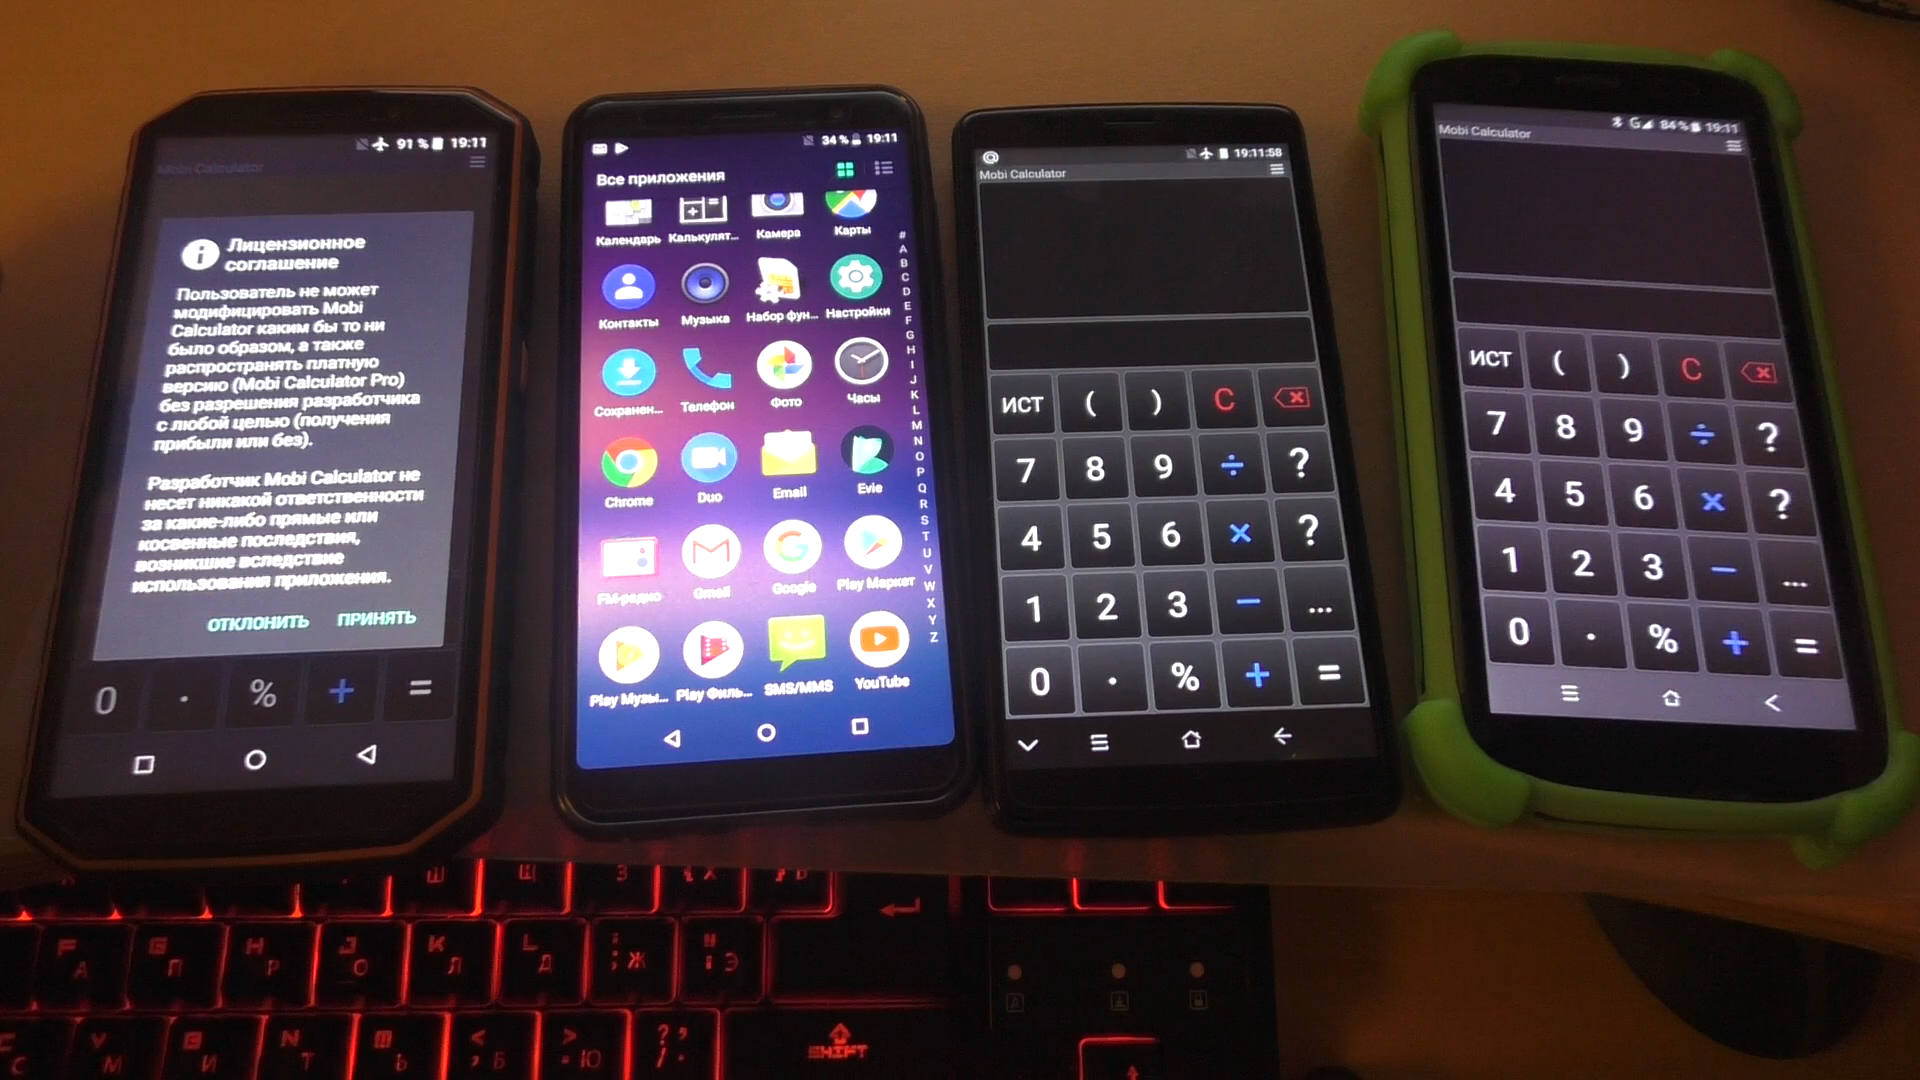 91 % 19:11
Mobi Calculator
Лицензионное
соглашение
Пользователь не может
модифицировать Mobi
Calculator каким бы то ни
было образом, а также
распространять платную
версию (Mobi Calculator Pro)
без разрешения разработчика
с любой целью (получения
прибыли или без).
Разработчик Mobi Calculator не
несет никакой ответственности
за какие-либо прямые или
косвенные последствия,
возникшие вследствие
использования приложения.
ОТКЛОНИТЬ ПРИНЯТЬ
0 . % + =
34 % 19:11
Все приложения
Календарь Калькулят... Камера Карты
Контакты Музыка Набор фун... Настройки
Сохранен... Телефон Фото Часы
Chrome Duo Email Evie
FM-радио Gmail Google Play Маркет
Play Музы... Play Филь... SMS/MMS YouTube
#
A
B
C
D
E
F
G
H
I
J
K
L
M
N
O
P
Q
R
S
T
U
V
W
X
Y
Z
19:11:58
Mobi Calculator
ИСТ ( ) C
7 8 9 ÷ ?
4 5 6 × ?
1 2 3 − ...
0 . % + =
G 84 % 19:11
Mobi Calculator
ИСТ ( ) C
7 8 9 ÷ ?
4 5 6 × ?
1 2 3 − ...
0 . % + =
Ш Щ З Х Ъ
F А G П H Р J О K Л L Д : ; Ж " ' Э
C С V М B И N Т M Ь < , Б > . Ю ? /
SHIFT